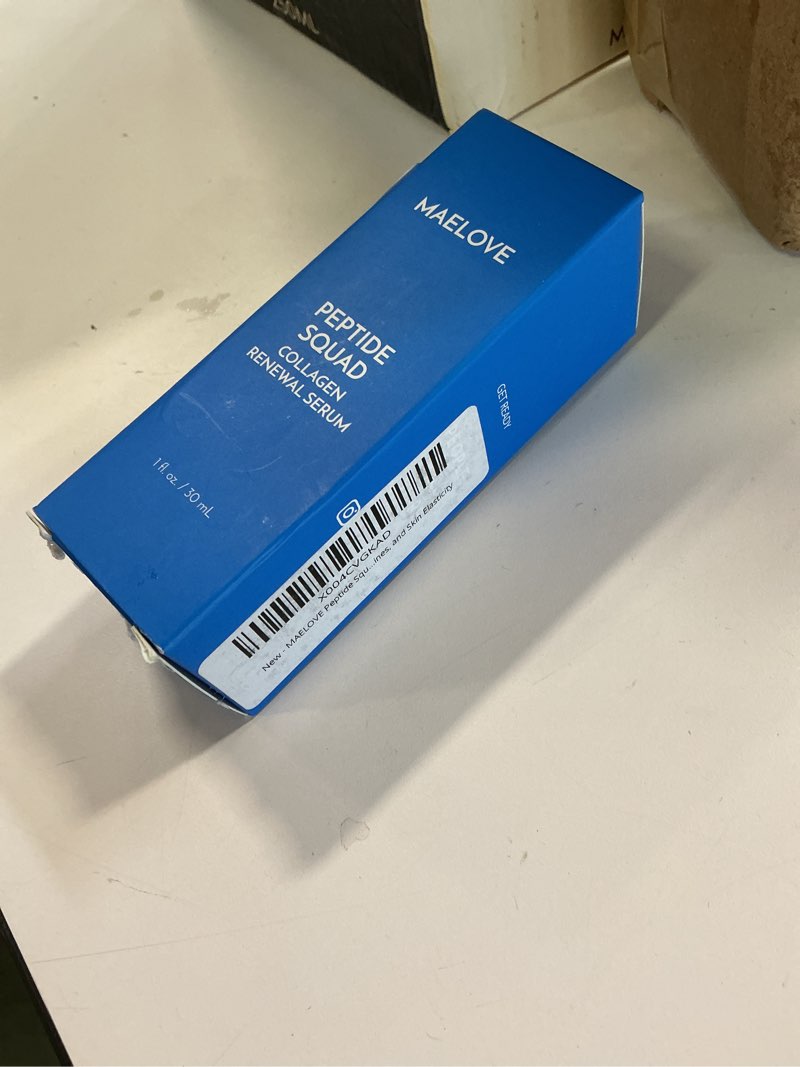 250ML
M
MAELOVE
PEPTIDE
SQUAD
COLLAGEN
RENEWAL SERUM
1 fl. oz. / 30 mL
GET READY
X004CVGKAD
New - MAELOVE Peptide Squ...ines, and Skin Elasticity